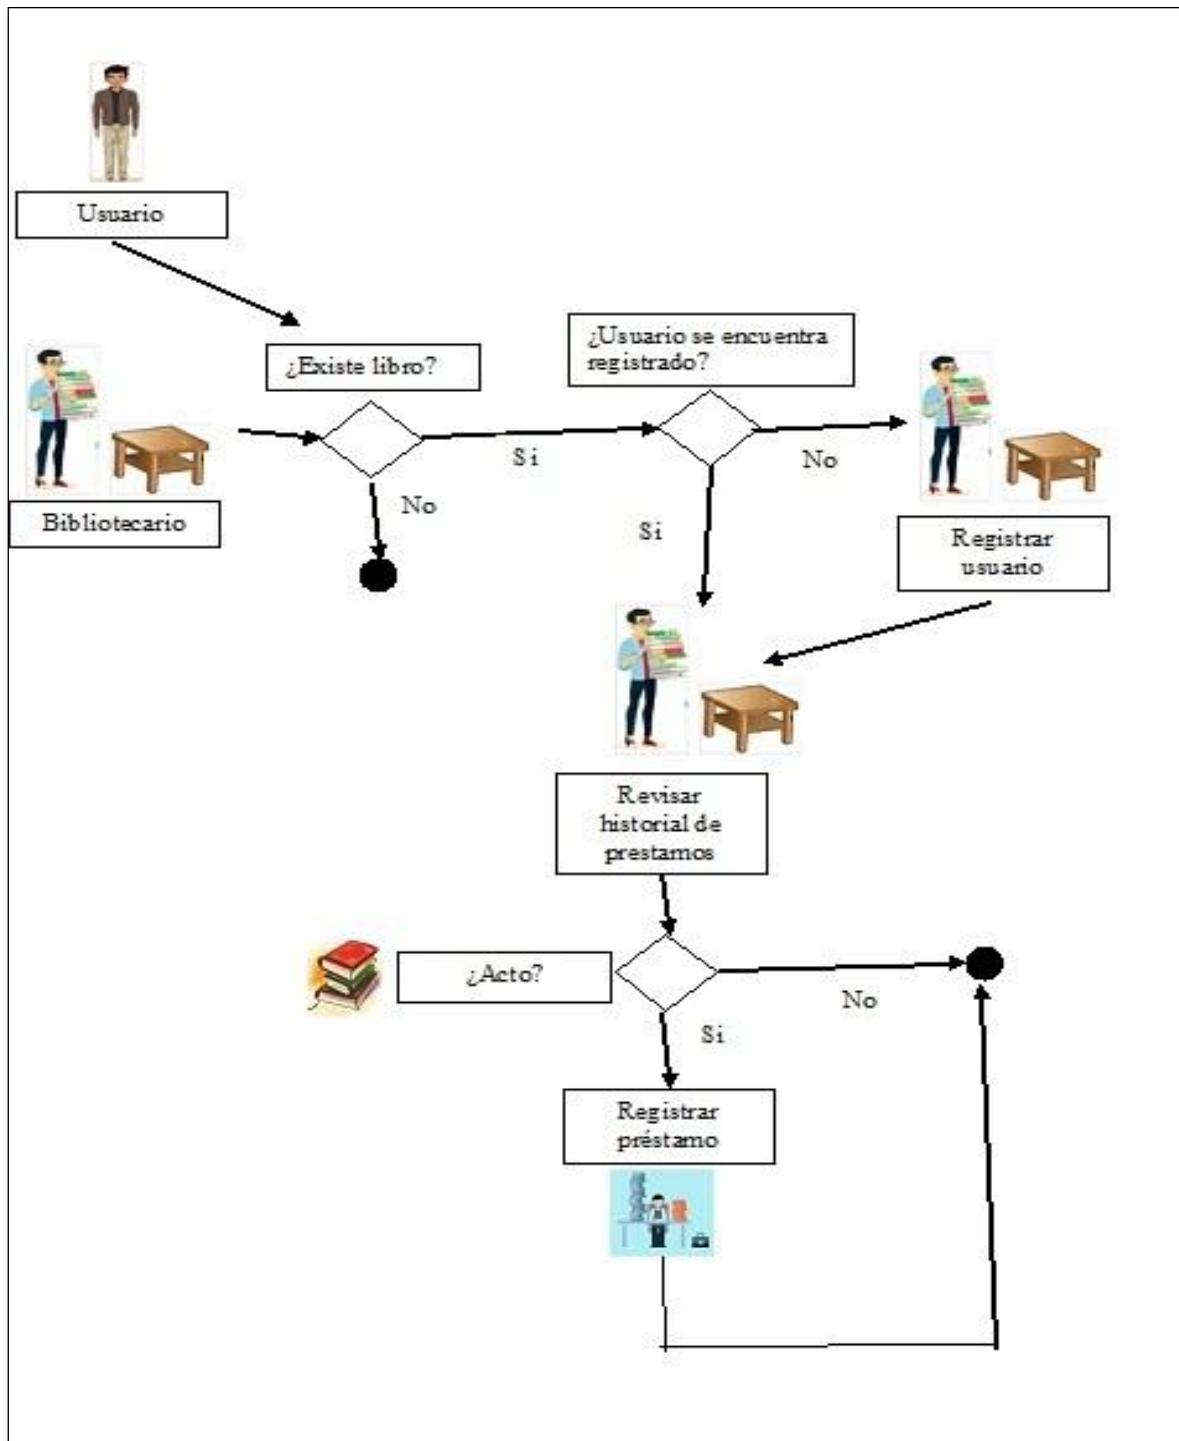 Usuario
¿Usuario se encuentra
registrado?
¿Existe libro?
Si
No
No
Bibliotecario
Si
Registrar
usuario
Revisar
historial de
prestamos
¿Acto?
No
Si
Registrar
préstamo